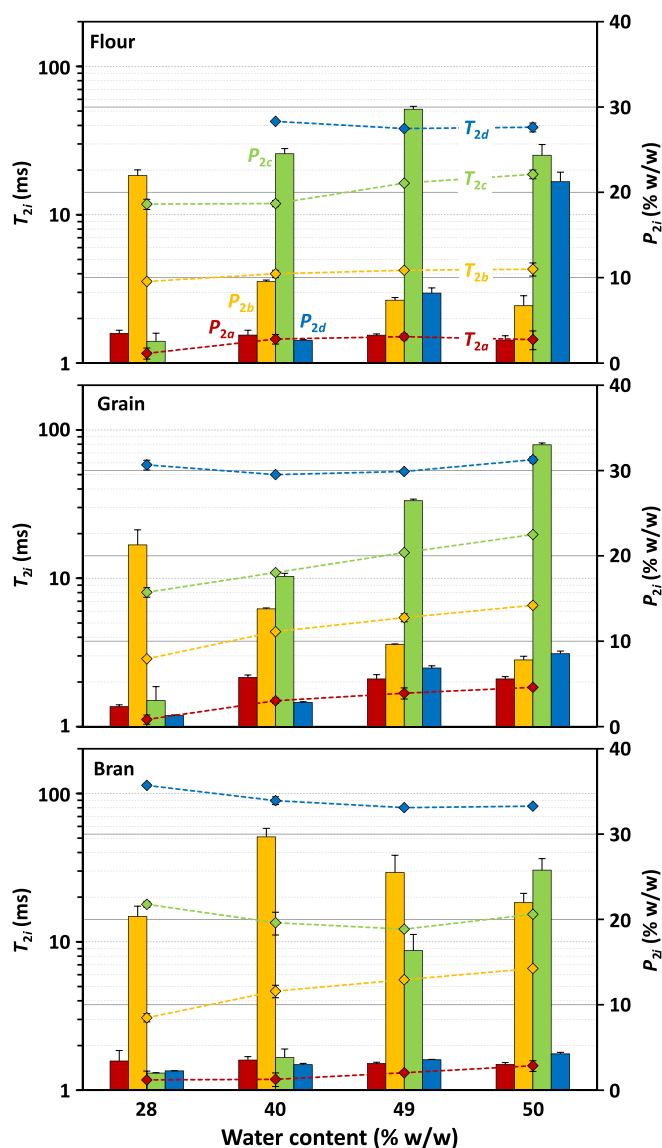 Flour
100
10
1
T2i (ms)
40
30
20
10
0
P2i (% w/w)
P2c
P2b
P2a
P2d
T2d
T2c
T2b
T2a
Grain
100
10
1
T2i (ms)
40
30
20
10
0
P2i (% w/w)
Bran
100
10
1
T2i (ms)
40
30
20
10
0
P2i (% w/w)
28 40 49 50
Water content (% w/w)